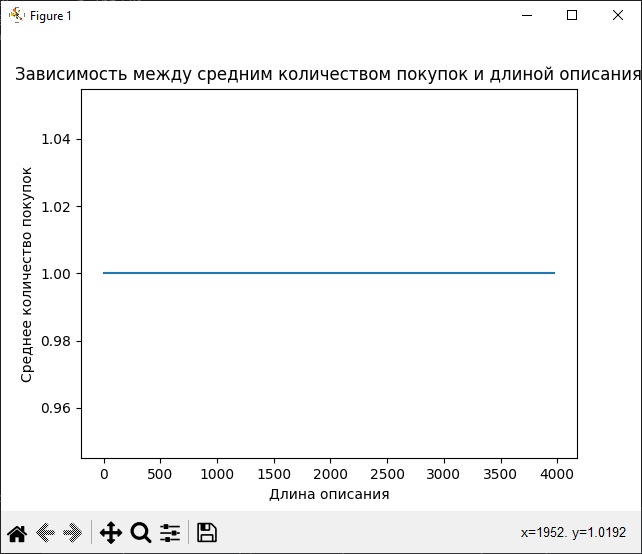 Figure 1
Зависимость между средним количеством покупок и длиной описания
1.04
1.02
1.00
0.98
0.96
Среднее количество покупок
0
500
1000
1500
2000
2500
3000
3500
4000
Длина описания
x=1952. y=1.0192